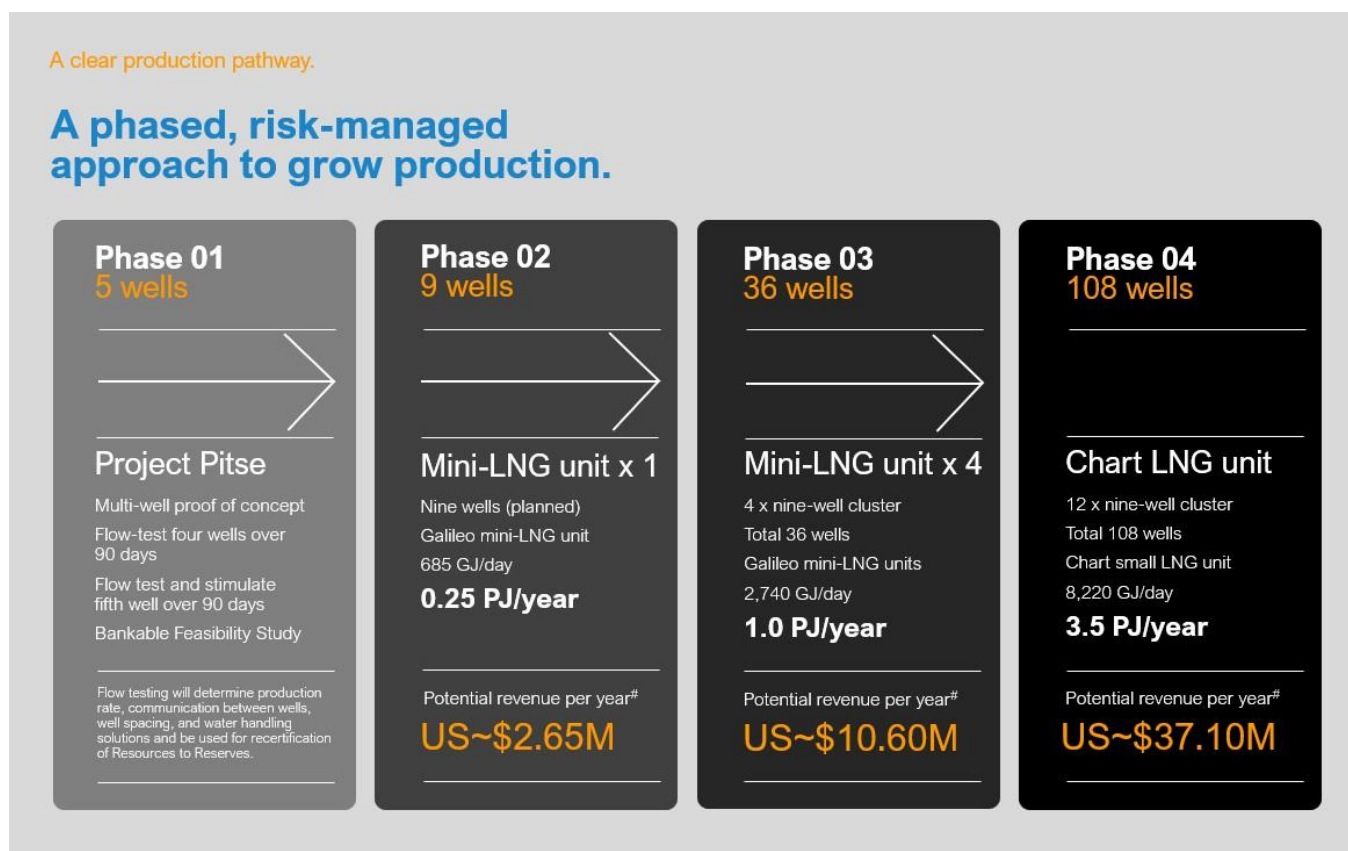 A clear production pathway.
A phased, risk-managed
approach to grow production.
Phase 01
5 wells
Project Pitse
Multi-well proof of concept
Flow-test four wells over
90 days
Flow test and stimulate
fifth well over 90 days
Bankable Feasibility Study
Flow testing will determine production
rate, communication between wells,
well spacing, and water handling
solutions and be used for recertification
of Resources to Reserves.
Phase 02
9 wells
Mini-LNG unit x 1
Nine wells (planned)
Galileo mini-LNG unit
685 GJ/day
0.25 PJ/year
Potential revenue per year#
US~$2.65M
Phase 03
36 wells
Mini-LNG unit x 4
4 x nine-well cluster
Total 36 wells
Galileo mini-LNG units
2,740 GJ/day
1.0 PJ/year
Potential revenue per year#
US~$10.60M
Phase 04
108 wells
Chart LNG unit
12 x nine-well cluster
Total 108 wells
Chart small LNG unit
8,220 GJ/day
3.5 PJ/year
Potential revenue per year#
US~$37.10M